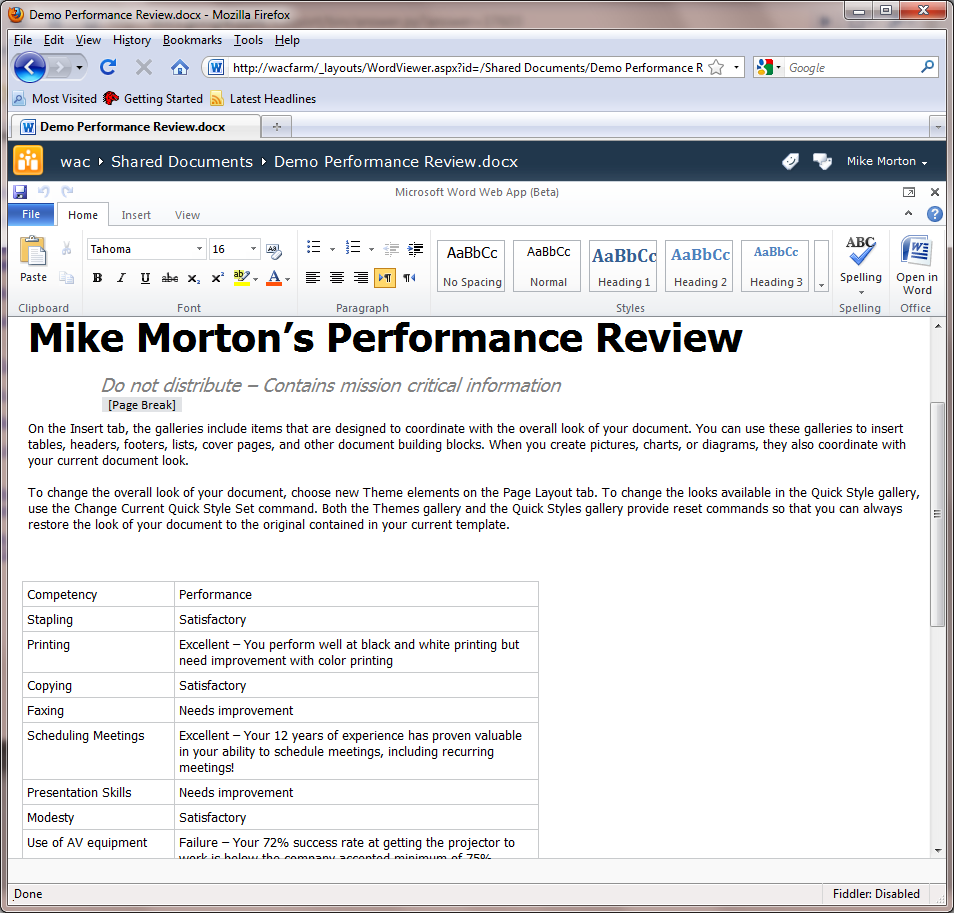 Demo Performance Review.docx - Mozilla Firefox
File Edit View History Bookmarks Tools Help
http://wacfarm/_layouts/WordViewer.aspx?id=/Shared Documents/Demo Performance R
Google
Most Visited Getting Started Latest Headlines
Demo Performance Review.docx
wac Shared Documents Demo Performance Review.docx
Mike Morton
Microsoft Word Web App (Beta)
File Home Insert View
Paste
Clipboard
Tahoma 16
B I U abc x₂ x² ab A
Font
Paragraph
AaBbCc AaBbCc AaBbCc AaBbCc AaBbCc
No Spacing Normal Heading 1 Heading 2 Heading 3
Styles
ABC
Spelling
Spelling
Open in
Word
Office
Mike Morton’s Performance Review
Do not distribute – Contains mission critical information
[Page Break]
On the Insert tab, the galleries include items that are designed to coordinate with the overall look of your document. You can use these galleries to insert
tables, headers, footers, lists, cover pages, and other document building blocks. When you create pictures, charts, or diagrams, they also coordinate with
your current document look.
To change the overall look of your document, choose new Theme elements on the Page Layout tab. To change the looks available in the Quick Style gallery,
use the Change Current Quick Style Set command. Both the Themes gallery and the Quick Styles gallery provide reset commands so that you can always
restore the look of your document to the original contained in your current template.
Competency Performance
Stapling Satisfactory
Printing Excellent – You perform well at black and white printing but
need improvement with color printing
Copying Satisfactory
Faxing Needs improvement
Scheduling Meetings Excellent – Your 12 years of experience has proven valuable
in your ability to schedule meetings, including recurring
meetings!
Presentation Skills Needs improvement
Modesty Satisfactory
Use of AV equipment Failure – Your 72% success rate at getting the projector to
work is below the company accepted minimum of 75%
Done
Fiddler: Disabled